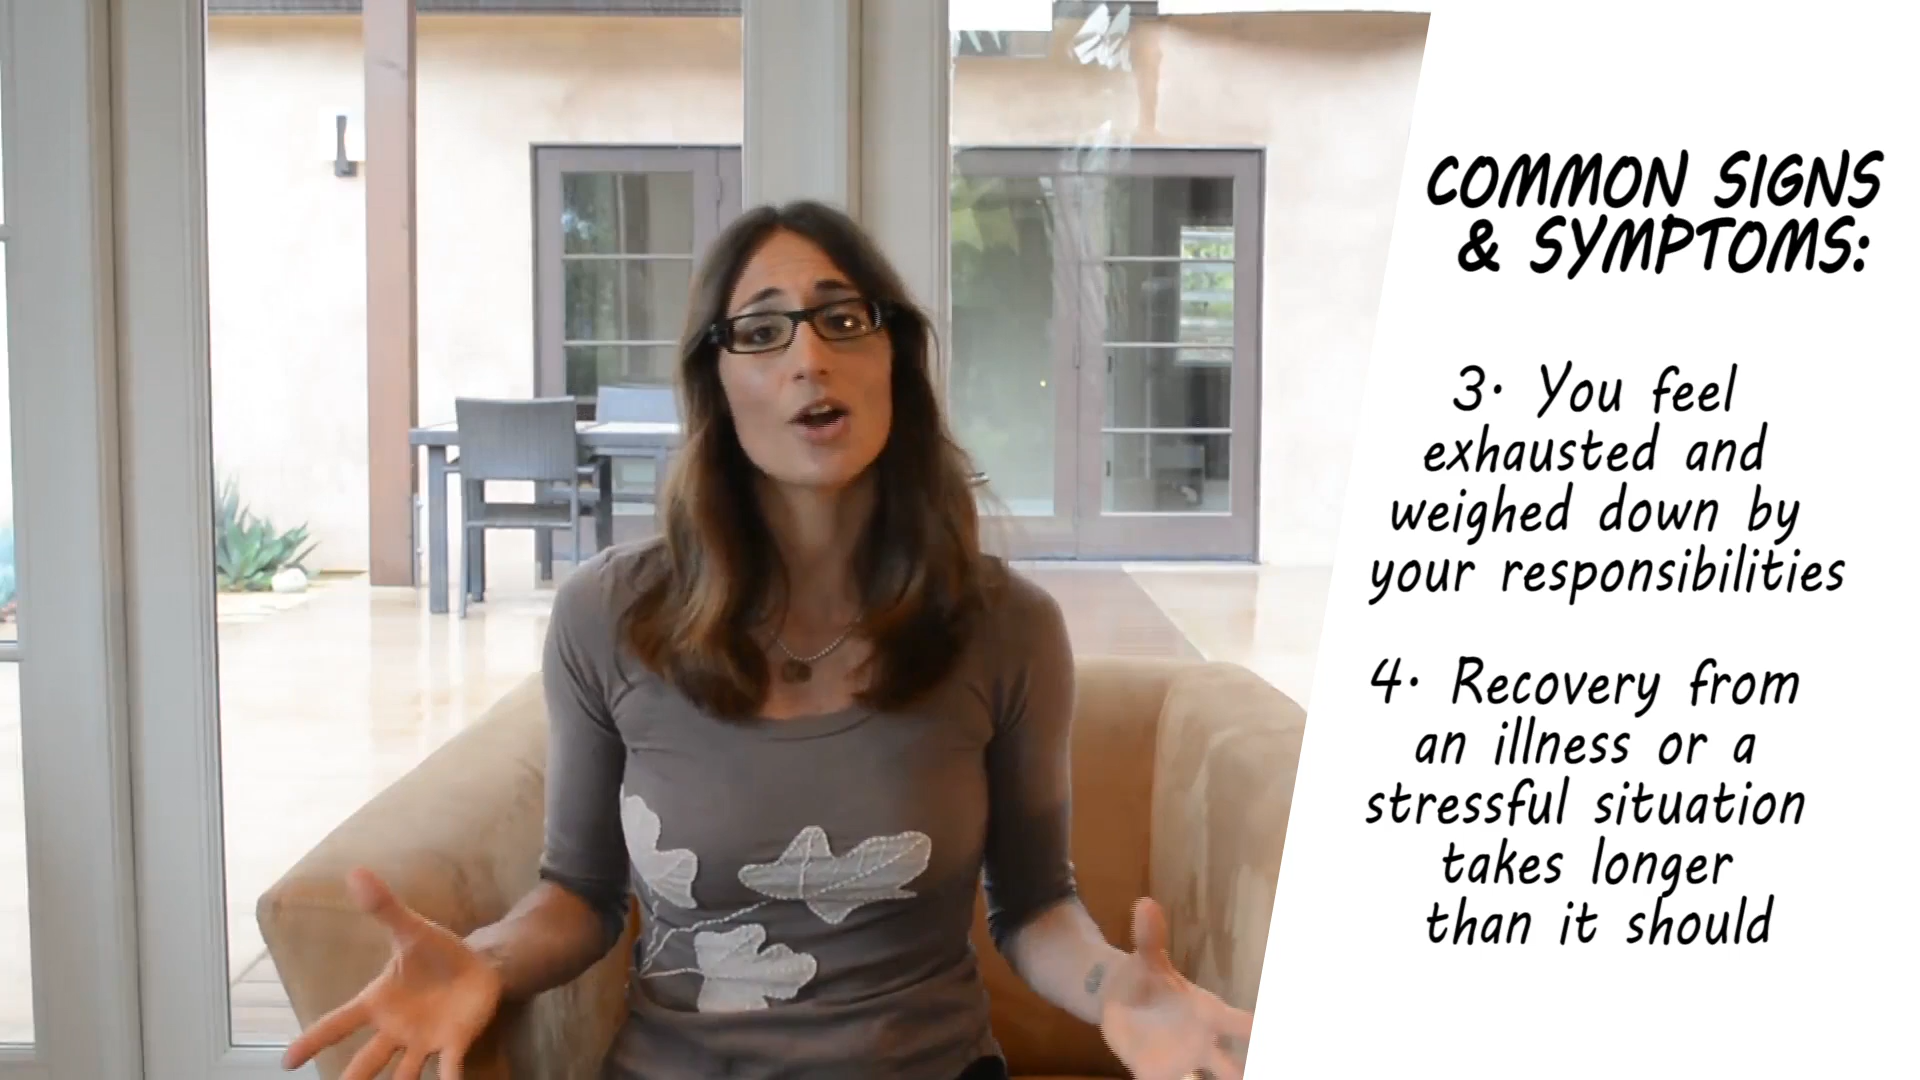 COMMON SIGNS
& SYMPTOMS:
3. You feel
exhausted and
weighed down by
your responsibilities
4. Recovery from
an illness or a
stressful situation
takes longer
than it should